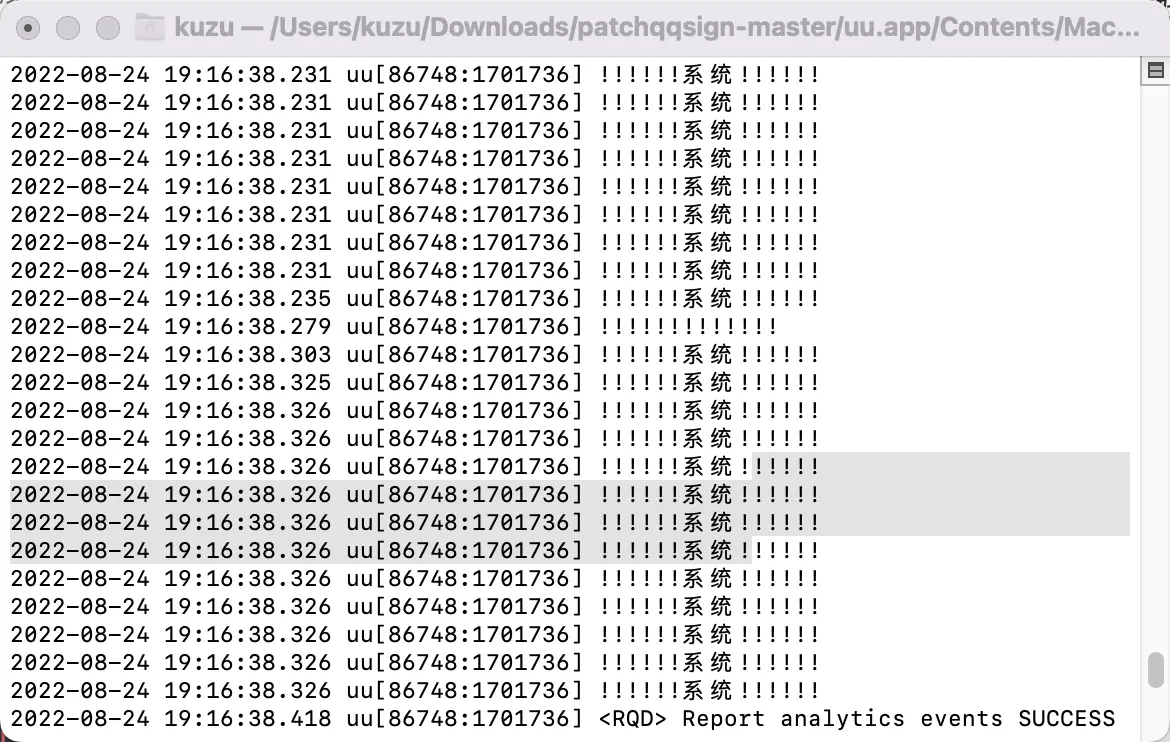 kuzu — /Users/kuzu/Downloads/patchqqsign-master/uu.app/Contents/Mac...
2022-08-24 19:16:38.231 uu[86748:1701736] !!!!!!系统!!!!!!
2022-08-24 19:16:38.231 uu[86748:1701736] !!!!!!系统!!!!!!
2022-08-24 19:16:38.231 uu[86748:1701736] !!!!!!系统!!!!!!
2022-08-24 19:16:38.231 uu[86748:1701736] !!!!!!系统!!!!!!
2022-08-24 19:16:38.231 uu[86748:1701736] !!!!!!系统!!!!!!
2022-08-24 19:16:38.231 uu[86748:1701736] !!!!!!系统!!!!!!
2022-08-24 19:16:38.231 uu[86748:1701736] !!!!!!系统!!!!!!
2022-08-24 19:16:38.231 uu[86748:1701736] !!!!!!系统!!!!!!
2022-08-24 19:16:38.235 uu[86748:1701736] !!!!!!系统!!!!!!
2022-08-24 19:16:38.279 uu[86748:1701736] !!!!!!!!!!!!!
2022-08-24 19:16:38.303 uu[86748:1701736] !!!!!!系统!!!!!!
2022-08-24 19:16:38.325 uu[86748:1701736] !!!!!!系统!!!!!!
2022-08-24 19:16:38.326 uu[86748:1701736] !!!!!!系统!!!!!!
2022-08-24 19:16:38.326 uu[86748:1701736] !!!!!!系统!!!!!!
2022-08-24 19:16:38.326 uu[86748:1701736] !!!!!!系统!!!!!!
2022-08-24 19:16:38.326 uu[86748:1701736] !!!!!!系统!!!!!!
2022-08-24 19:16:38.326 uu[86748:1701736] !!!!!!系统!!!!!!
2022-08-24 19:16:38.326 uu[86748:1701736] !!!!!!系统!!!!!!
2022-08-24 19:16:38.326 uu[86748:1701736] !!!!!!系统!!!!!!
2022-08-24 19:16:38.326 uu[86748:1701736] !!!!!!系统!!!!!!
2022-08-24 19:16:38.326 uu[86748:1701736] !!!!!!系统!!!!!!
2022-08-24 19:16:38.326 uu[86748:1701736] !!!!!!系统!!!!!!
2022-08-24 19:16:38.326 uu[86748:1701736] !!!!!!系统!!!!!!
2022-08-24 19:16:38.418 uu[86748:1701736] <RQD> Report analytics events SUCCESS